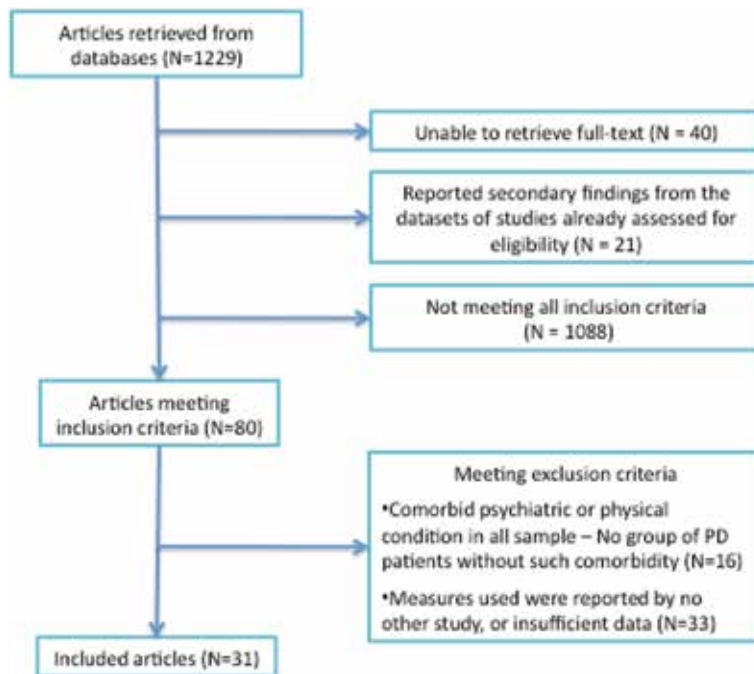 Articles retrieved from
databases (N=1229)
Unable to retrieve full-text (N = 40)
Reported secondary findings from the
datasets of studies already assessed for
eligibility (N = 21)
Not meeting all inclusion criteria
(N = 1088)
Articles meeting
inclusion criteria (N=80)
Meeting exclusion criteria
•Comorbid psychiatric or physical
condition in all sample – No group of PD
patients without such comorbidity (N=16)
•Measures used were reported by no
other study, or insufficient data (N=33)
Included articles (N=31)